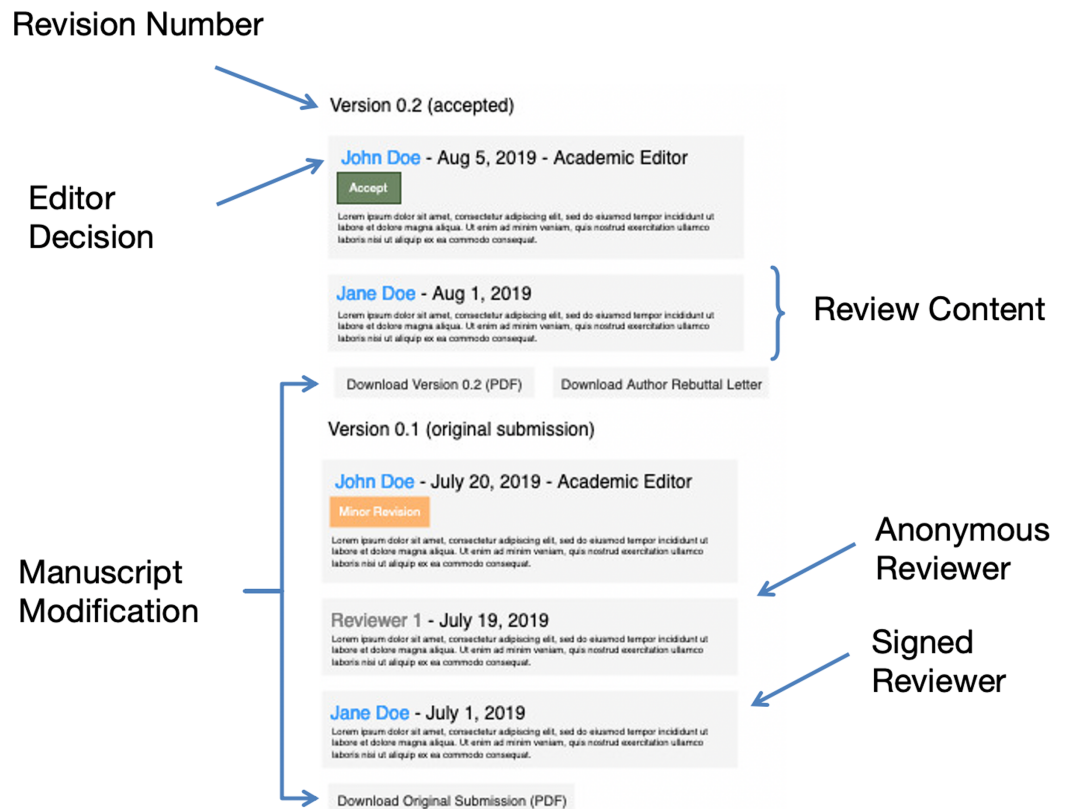 Revision Number
Version 0.2 (accepted)
John Doe - Aug 5, 2019 - Academic Editor
Accept
Lorem ipsum dolor sit amet, consectetur adipiscing elit, sed do eiusmod tempor incididunt ut
labore et dolore magna aliqua. Ut enim ad minim veniam, quis nostrud exercitation ullamco
laboris nisi ut aliquip ex ea commodo consequat.
Editor
Decision
Jane Doe - Aug 1, 2019
Lorem ipsum dolor sit amet, consectetur adipiscing elit, sed do eiusmod tempor incididunt ut
labore et dolore magna aliqua. Ut enim ad minim veniam, quis nostrud exercitation ullamco
laboris nisi ut aliquip ex ea commodo consequat.
Review Content
Download Version 0.2 (PDF)
Download Author Rebuttal Letter
Version 0.1 (original submission)
John Doe - July 20, 2019 - Academic Editor
Minor Revision
Lorem ipsum dolor sit amet, consectetur adipiscing elit, sed do eiusmod tempor incididunt ut
labore et dolore magna aliqua. Ut enim ad minim veniam, quis nostrud exercitation ullamco
laboris nisi ut aliquip ex ea commodo consequat.
Anonymous
Reviewer
Manuscript
Modification
Reviewer 1 - July 19, 2019
Lorem ipsum dolor sit amet, consectetur adipiscing elit, sed do eiusmod tempor incididunt ut
labore et dolore magna aliqua. Ut enim ad minim veniam, quis nostrud exercitation ullamco
laboris nisi ut aliquip ex ea commodo consequat.
Signed
Reviewer
Jane Doe - July 1, 2019
Lorem ipsum dolor sit amet, consectetur adipiscing elit, sed do eiusmod tempor incididunt ut
labore et dolore magna aliqua. Ut enim ad minim veniam, quis nostrud exercitation ullamco
laboris nisi ut aliquip ex ea commodo consequat.
Download Original Submission (PDF)